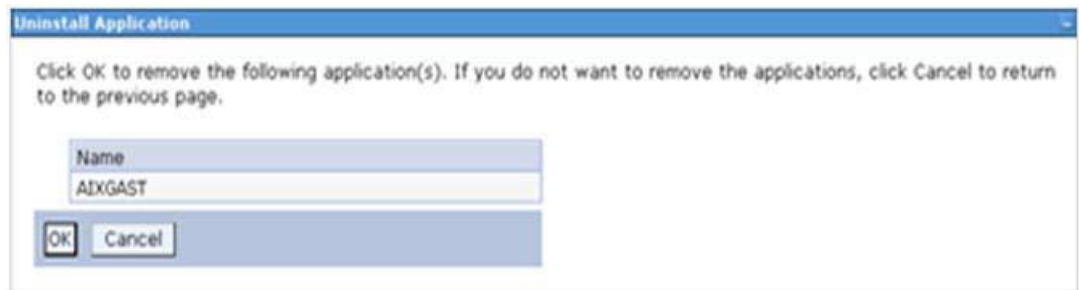 Uninstall Application
Click OK to remove the following application(s). If you do not want to remove the applications, click Cancel to return
to the previous page.
Name
AIXGAST
OK Cancel